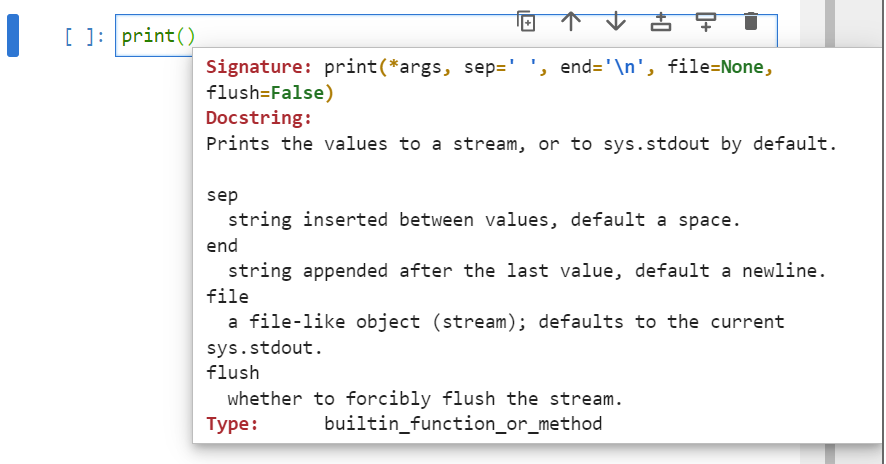 [ ]: print()
Signature: print(*args, sep=' ', end='\n', file=None,
flush=False)
Docstring:
Prints the values to a stream, or to sys.stdout by default.
sep
  string inserted between values, default a space.
end
  string appended after the last value, default a newline.
file
  a file-like object (stream); defaults to the current
sys.stdout.
flush
  whether to forcibly flush the stream.
Type:      builtin_function_or_method